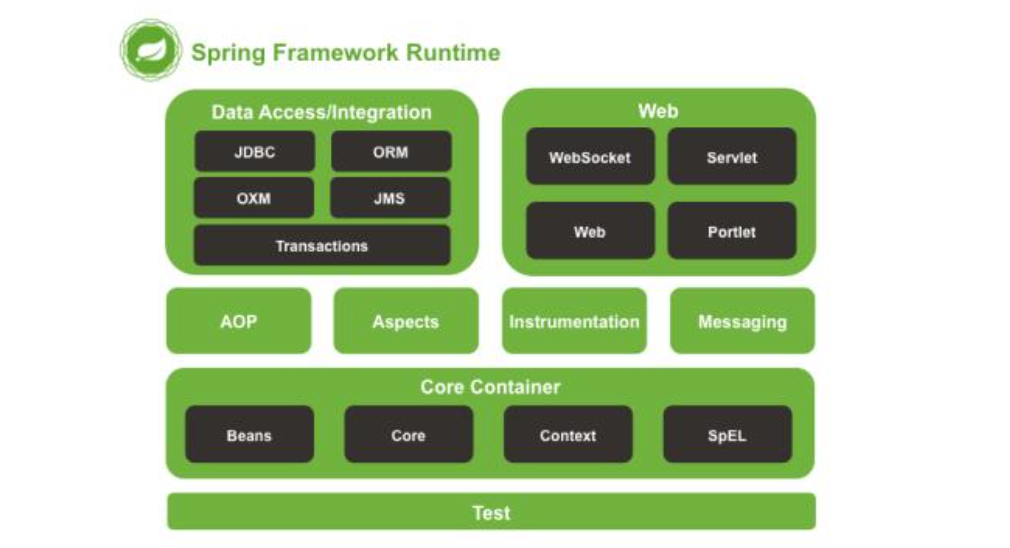 Spring Framework Runtime
Data Access/Integration
JDBC
ORM
OXM
JMS
Transactions
Web
WebSocket
Servlet
Web
Portlet
AOP
Aspects
Instrumentation
Messaging
Core Container
Beans
Core
Context
SpEL
Test